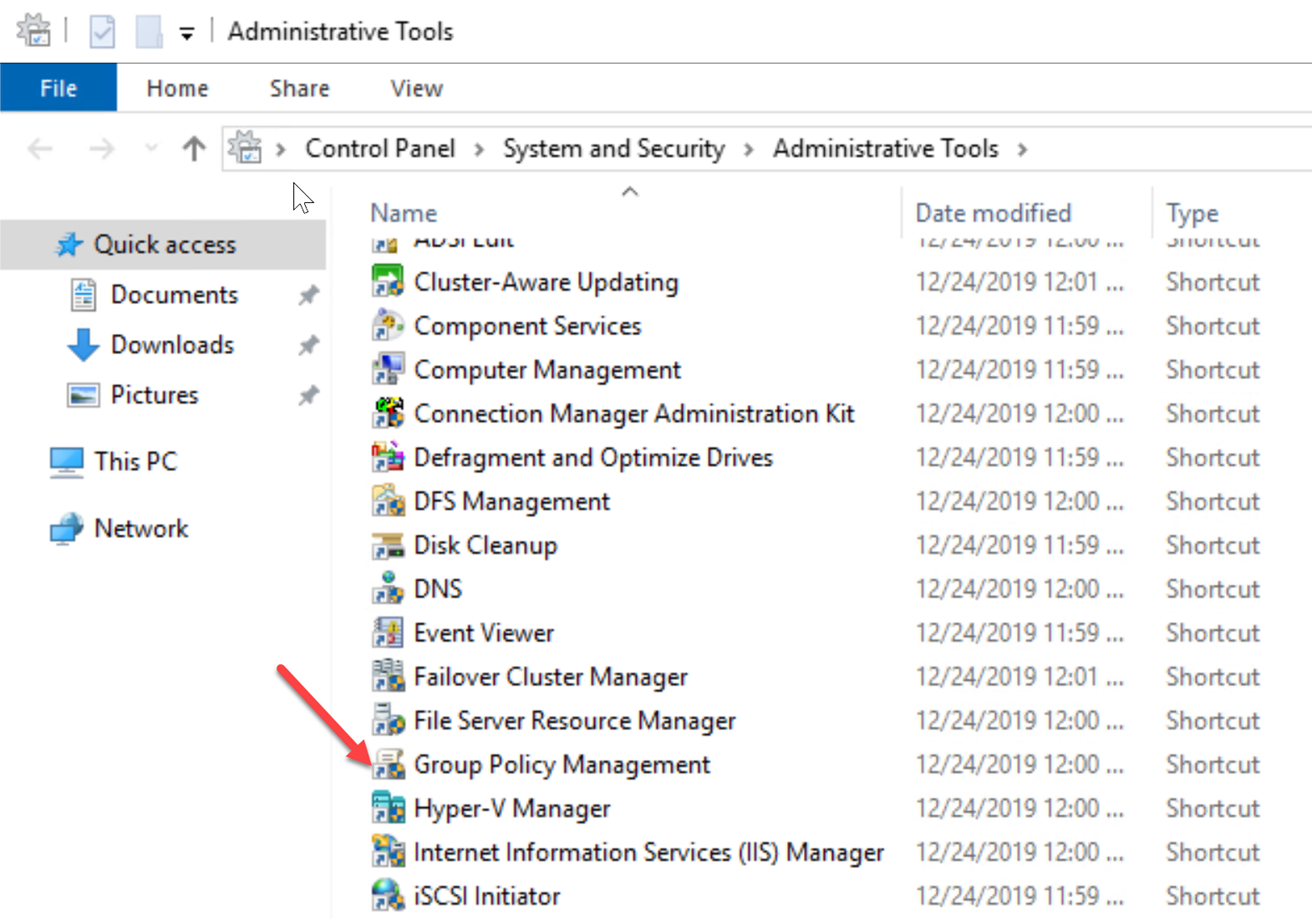 Administrative Tools
File Home Share View
Control Panel > System and Security > Administrative Tools >
Name Date modified Type
Quick access
Documents
Downloads
Pictures
This PC
Network
ADSI Edit 12/24/2019 12:00 ... Shortcut
Cluster-Aware Updating 12/24/2019 12:01 ... Shortcut
Component Services 12/24/2019 11:59 ... Shortcut
Computer Management 12/24/2019 11:59 ... Shortcut
Connection Manager Administration Kit 12/24/2019 12:00 ... Shortcut
Defragment and Optimize Drives 12/24/2019 11:59 ... Shortcut
DFS Management 12/24/2019 12:00 ... Shortcut
Disk Cleanup 12/24/2019 11:59 ... Shortcut
DNS 12/24/2019 12:00 ... Shortcut
Event Viewer 12/24/2019 11:59 ... Shortcut
Failover Cluster Manager 12/24/2019 12:01 ... Shortcut
File Server Resource Manager 12/24/2019 12:00 ... Shortcut
Group Policy Management 12/24/2019 12:00 ... Shortcut
Hyper-V Manager 12/24/2019 12:00 ... Shortcut
Internet Information Services (IIS) Manager 12/24/2019 12:00 ... Shortcut
iSCSI Initiator 12/24/2019 11:59 ... Shortcut